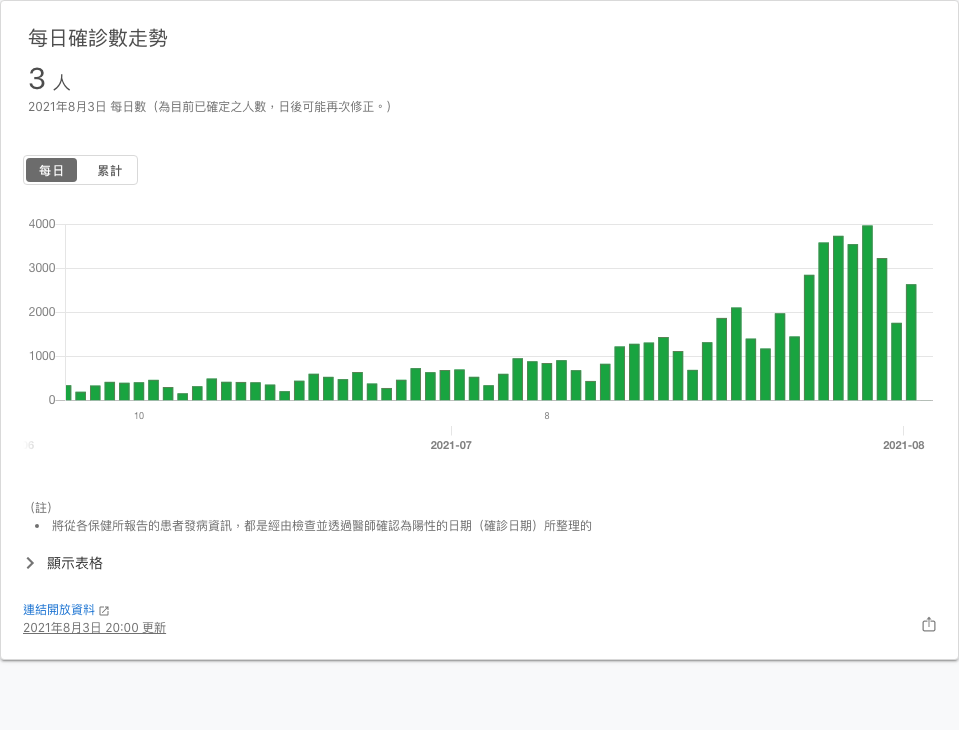 每日確診數走勢
3 人
2021年8月3日 每日數（為目前已確定之人數，日後可能再次修正。）
每日 累計
4000
3000
2000
1000
0
10 8
2021-07 2021-08
（註）
• 將從各保健所報告的患者發病資訊，都是經由檢查並透過醫師確認為陽性的日期（確診日期）所整理的
顯示表格
連結開放資料
2021年8月3日 20:00 更新